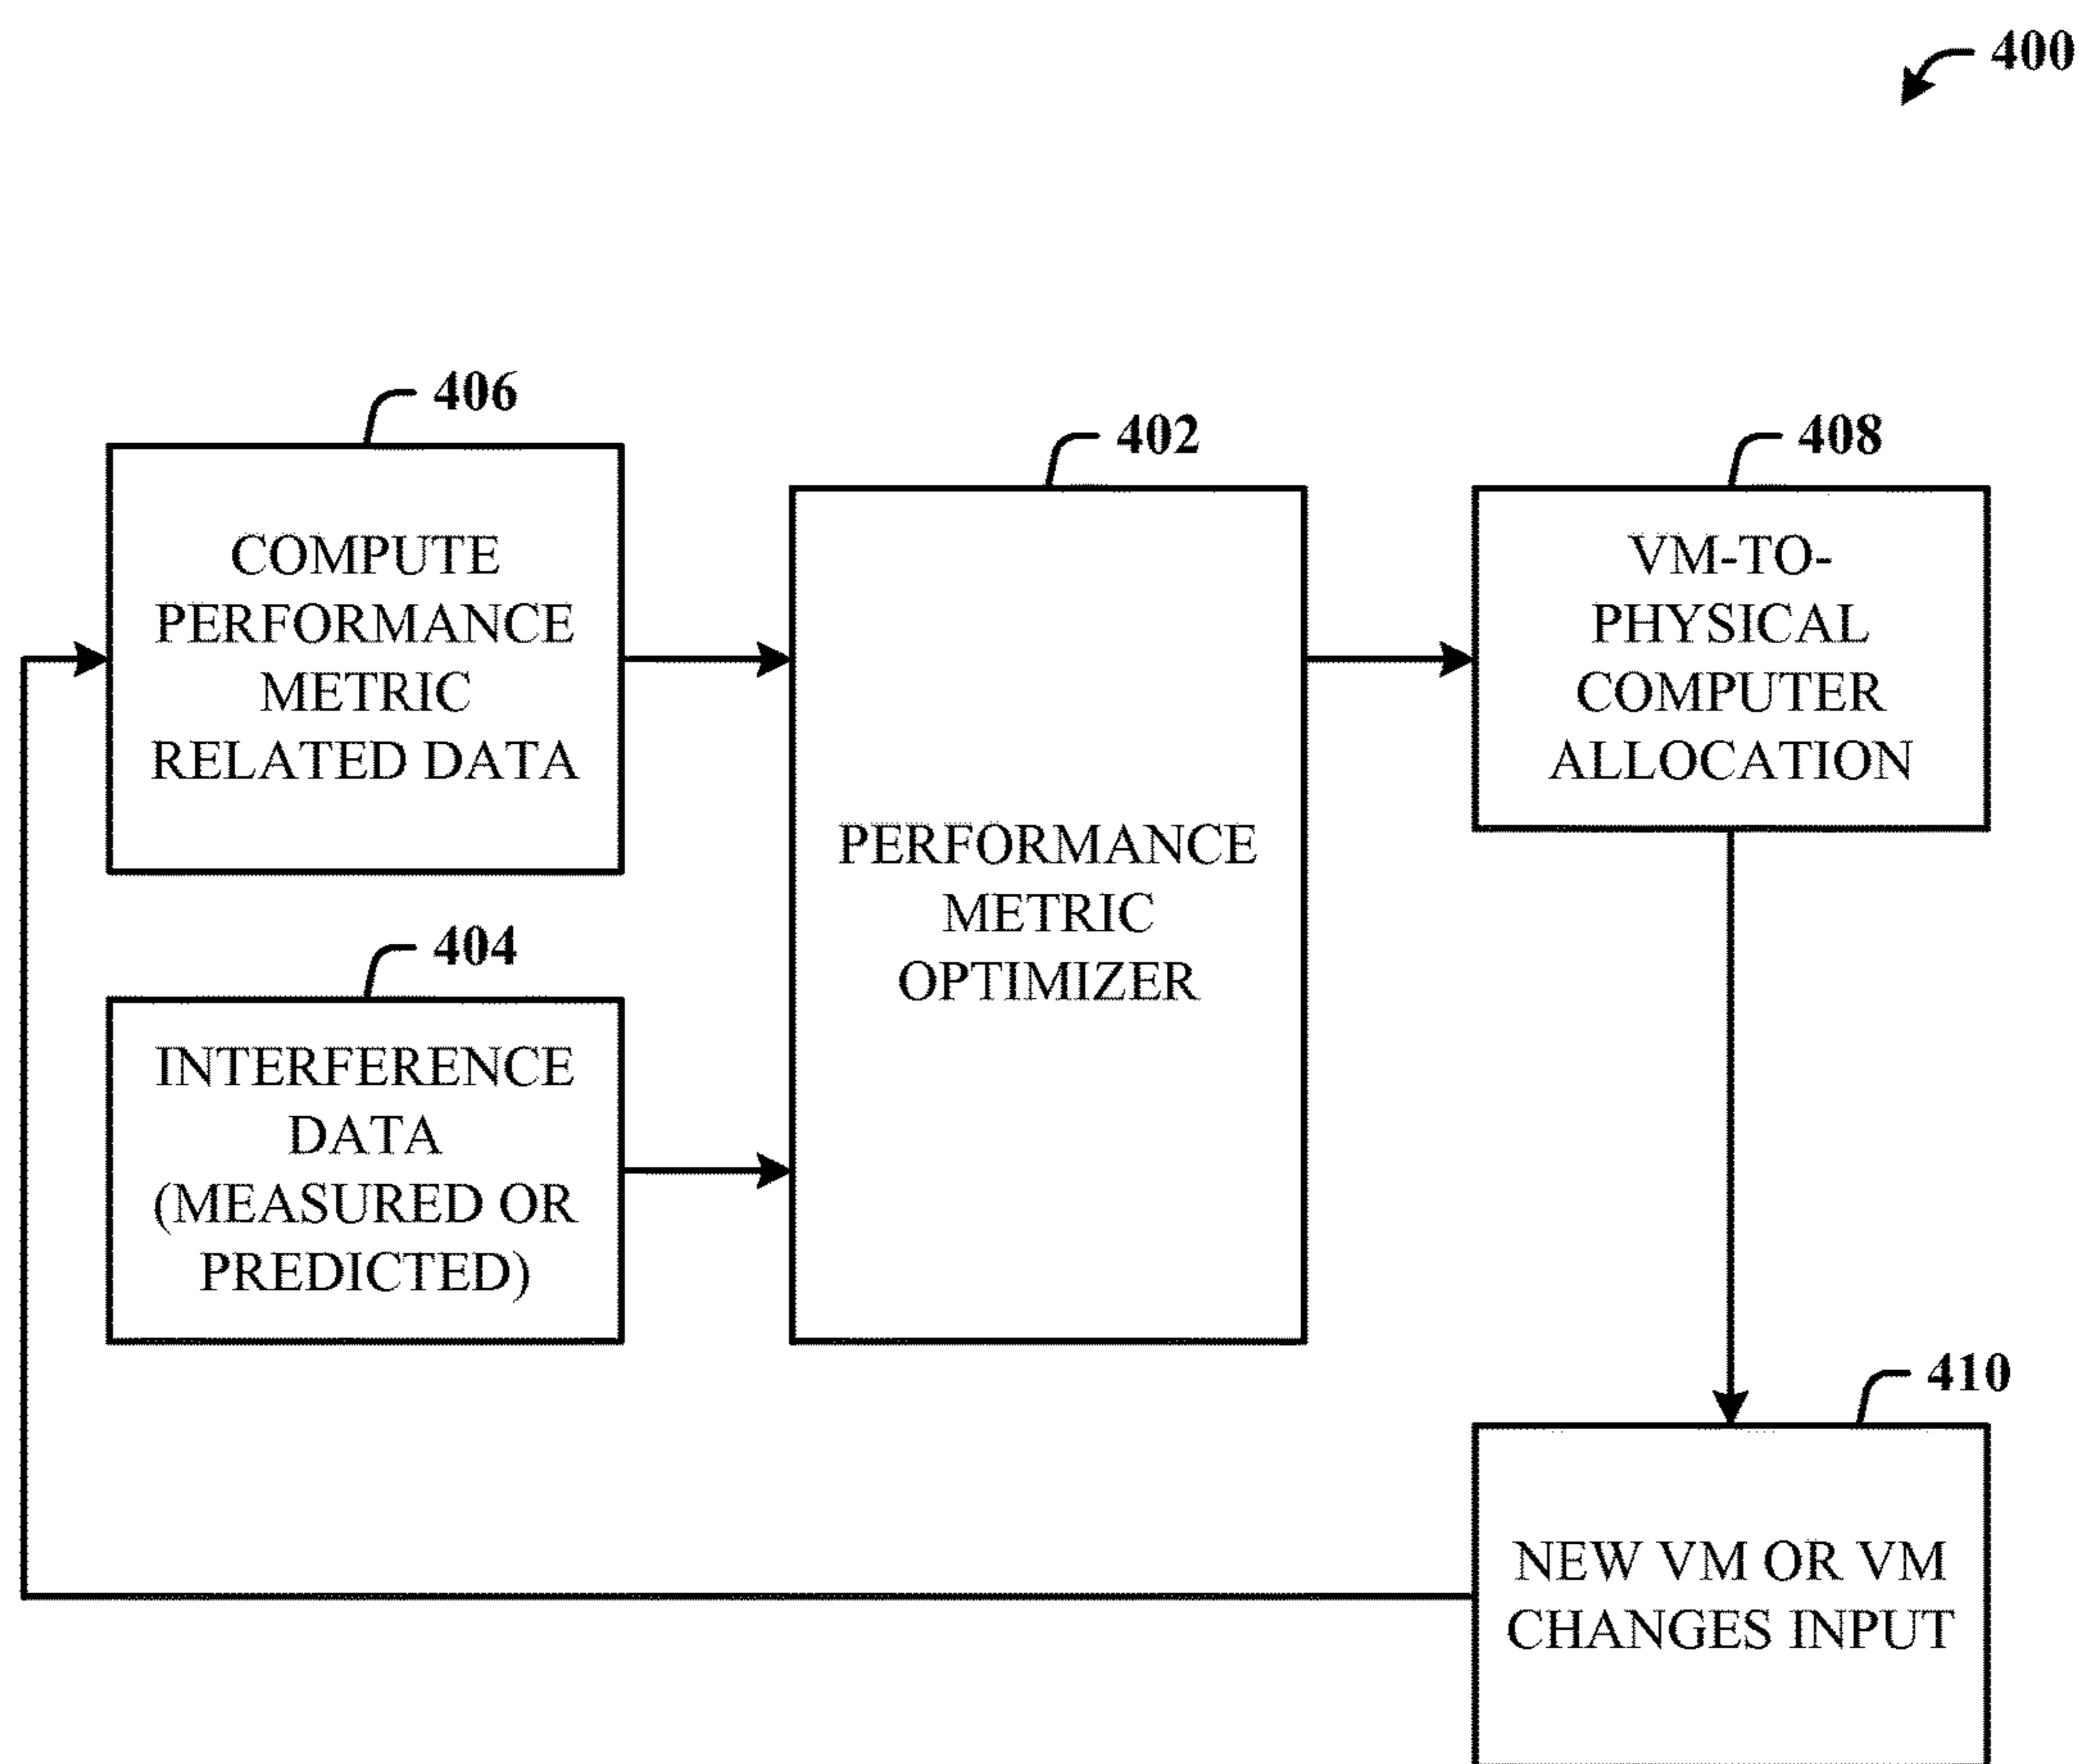 400
406
COMPUTE
PERFORMANCE
METRIC
RELATED DATA
402
PERFORMANCE
METRIC
OPTIMIZER
408
VM-TO-
PHYSICAL
COMPUTER
ALLOCATION
404
INTERFERENCE
DATA
(MEASURED OR
PREDICTED)
410
NEW VM OR VM
CHANGES INPUT